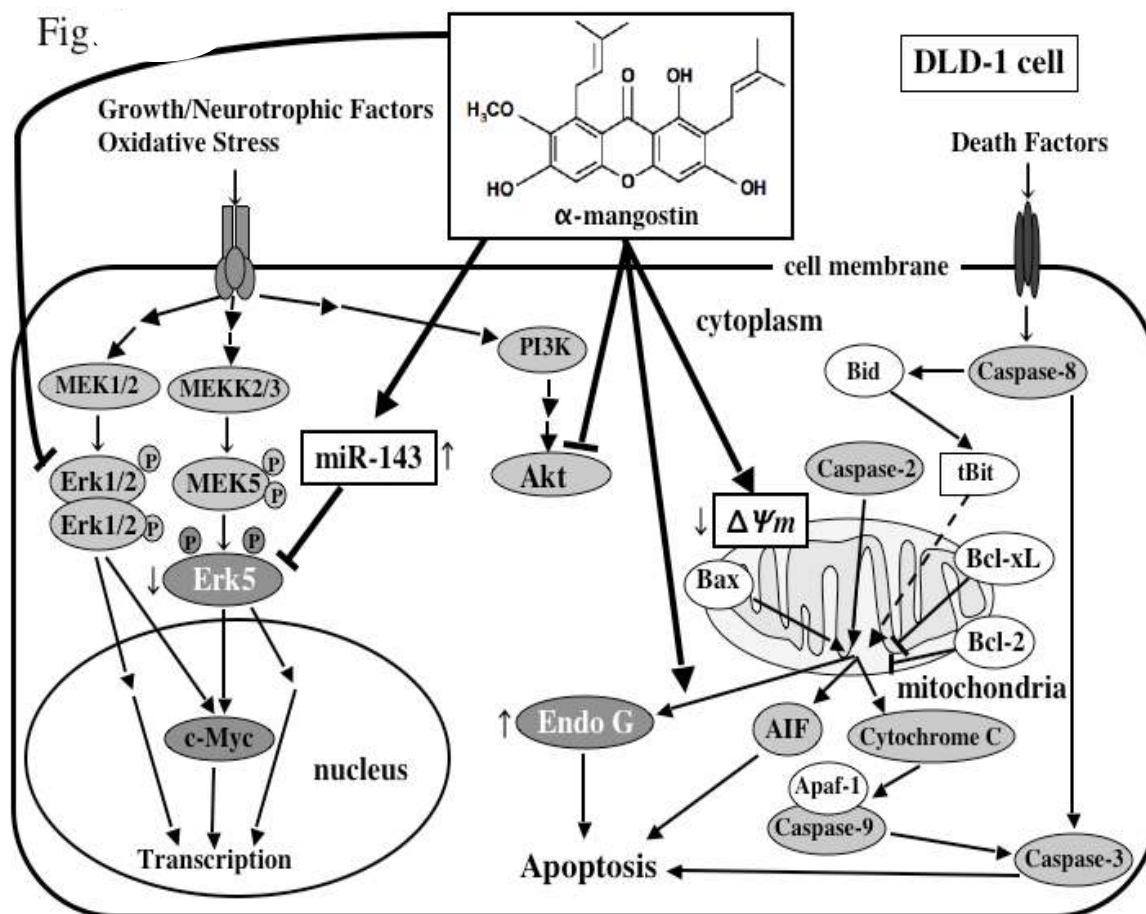 Fig.
DLD-1 cell
Growth/Neurotrophic Factors
Oxidative Stress
H₃CO
O
OH
HO
O
OH
α-mangostin
Death Factors
cell membrane
cytoplasm
PI3K
MEK1/2
MEKK2/3
Bid
Caspase-8
miR-143 ↑
Erk1/2
P
MEK5
P
P
Akt
Caspase-2
tBit
Erk1/2
P
↓ ΔΨm
P
P
↓ Erk5
Bax
Bcl-xL
Bcl-2
mitochondria
↑ Endo G
AIF
Cytochrome C
c-Myc
nucleus
Apaf-1
Caspase-9
Transcription
Apoptosis
Caspase-3